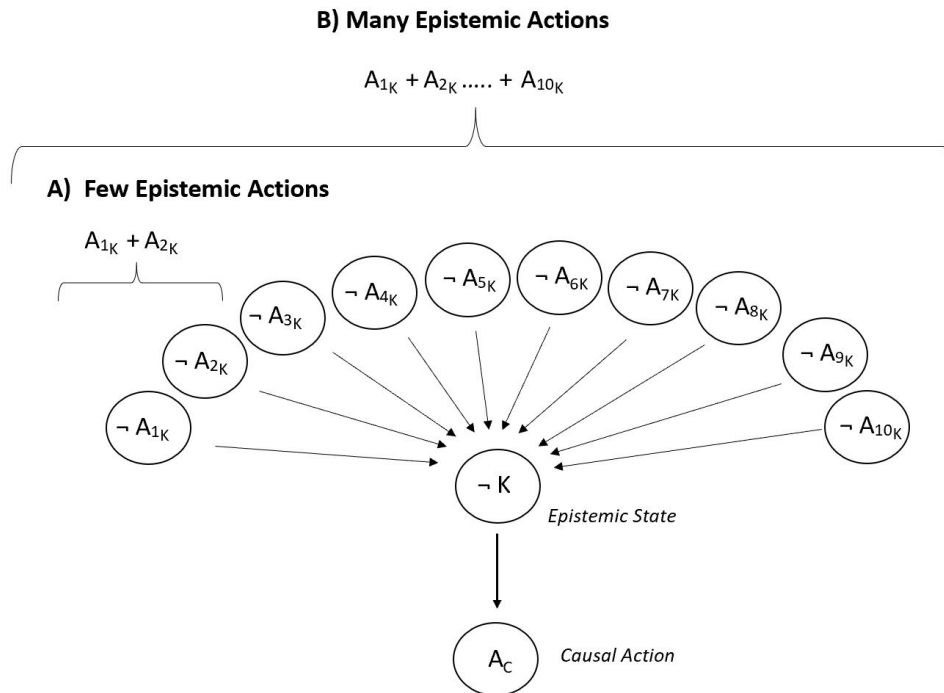 B) Many Epistemic Actions
A₁ₖ + A₂ₖ ..... + A₁₀ₖ
A) Few Epistemic Actions
A₁ₖ + A₂ₖ
¬ A₁ₖ
¬ A₂ₖ
¬ A₃ₖ
¬ A₄ₖ
¬ A₅ₖ
¬ A₆ₖ
¬ A₇ₖ
¬ A₈ₖ
¬ A₉ₖ
¬ A₁₀ₖ
¬ K
Epistemic State
A_C
Causal Action